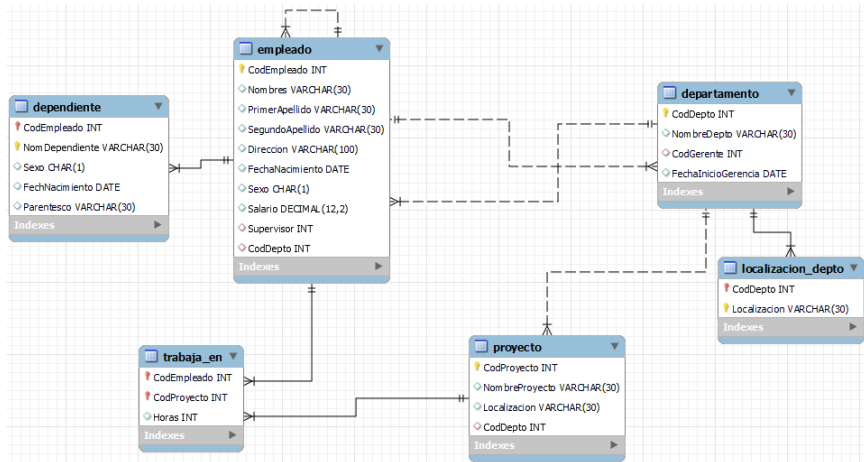 empleado
CodEmpleado INT
Nombres VARCHAR(30)
PrimerApellido VARCHAR(30)
SegundoApellido VARCHAR(30)
Direccion VARCHAR(100)
FechaNacimiento DATE
Sexo CHAR(1)
Salario DECIMAL(12,2)
Supervisor INT
CodDepto INT
Indexes
dependiente
CodEmpleado INT
NomDependiente VARCHAR(30)
Sexo CHAR(1)
FechNacimiento DATE
Parentesco VARCHAR(30)
Indexes
departamento
CodDepto INT
NombreDepto VARCHAR(30)
CodGerente INT
FechaInicioGerencia DATE
Indexes
localizacion_depto
CodDepto INT
Localizacion VARCHAR(30)
Indexes
trabaja_en
CodEmpleado INT
CodProyecto INT
Horas INT
Indexes
proyecto
CodProyecto INT
NombreProyecto VARCHAR(30)
Localizacion VARCHAR(30)
CodDepto INT
Indexes